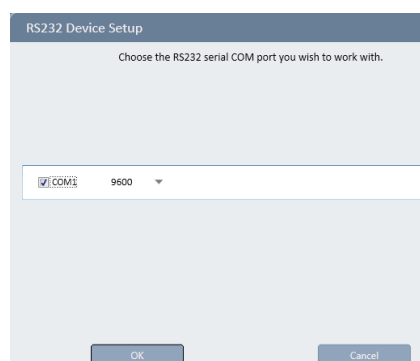 RS232 Device Setup
Choose the RS232 serial COM port you wish to work with.
COM1 9600
OK Cancel